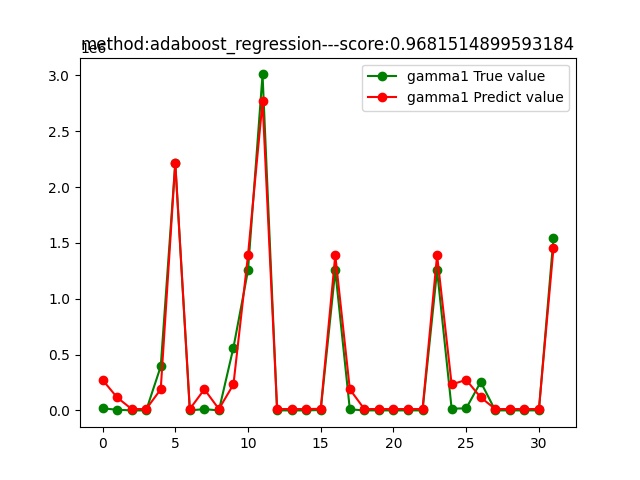 method:adaboost_regression---score:0.9681514899593184
1e6
gamma1 True value
gamma1 Predict value
3.0
2.5
2.0
1.5
1.0
0.5
0.0
0 5 10 15 20 25 30